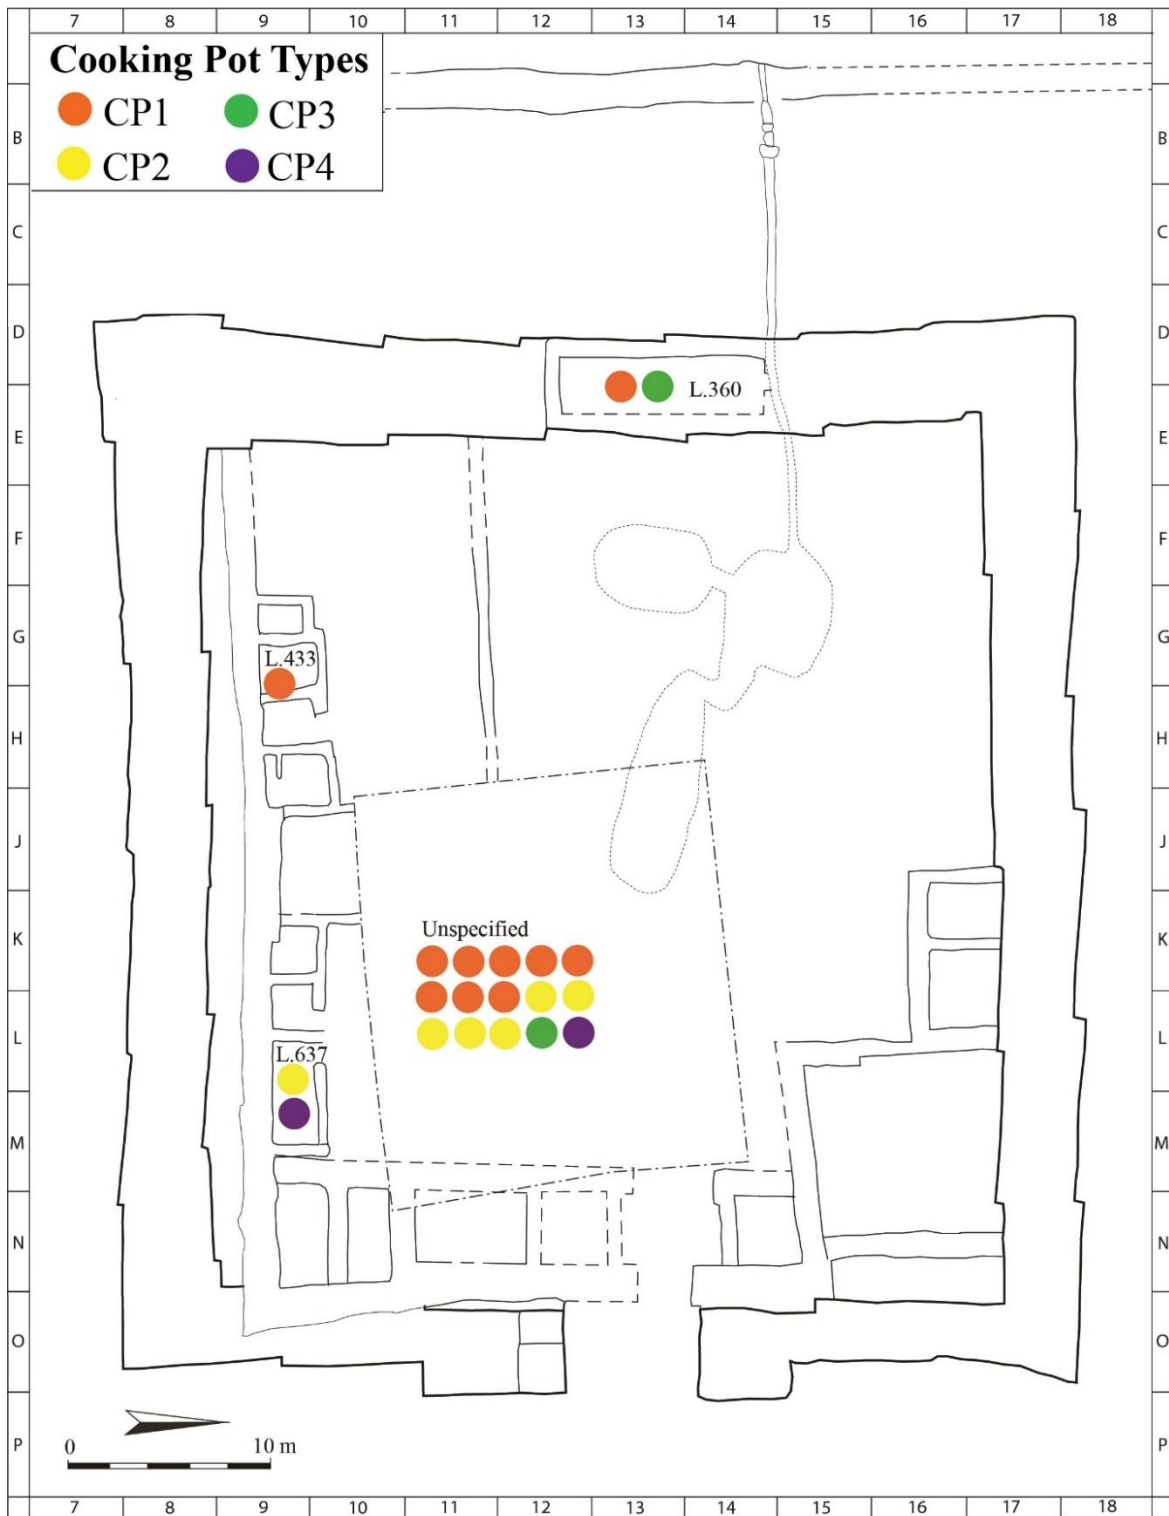 7 8 9 10 11 12 13 14 15 16 17 18
Cooking Pot Types
CP1 CP3
CP2 CP4
B B
C C
D D
L.360
E E
F F
G G
L.433
H H
J J
Unspecified
K K
L L
L.637
M M
N N
O O
0 10 m
P P
7 8 9 10 11 12 13 14 15 16 17 18